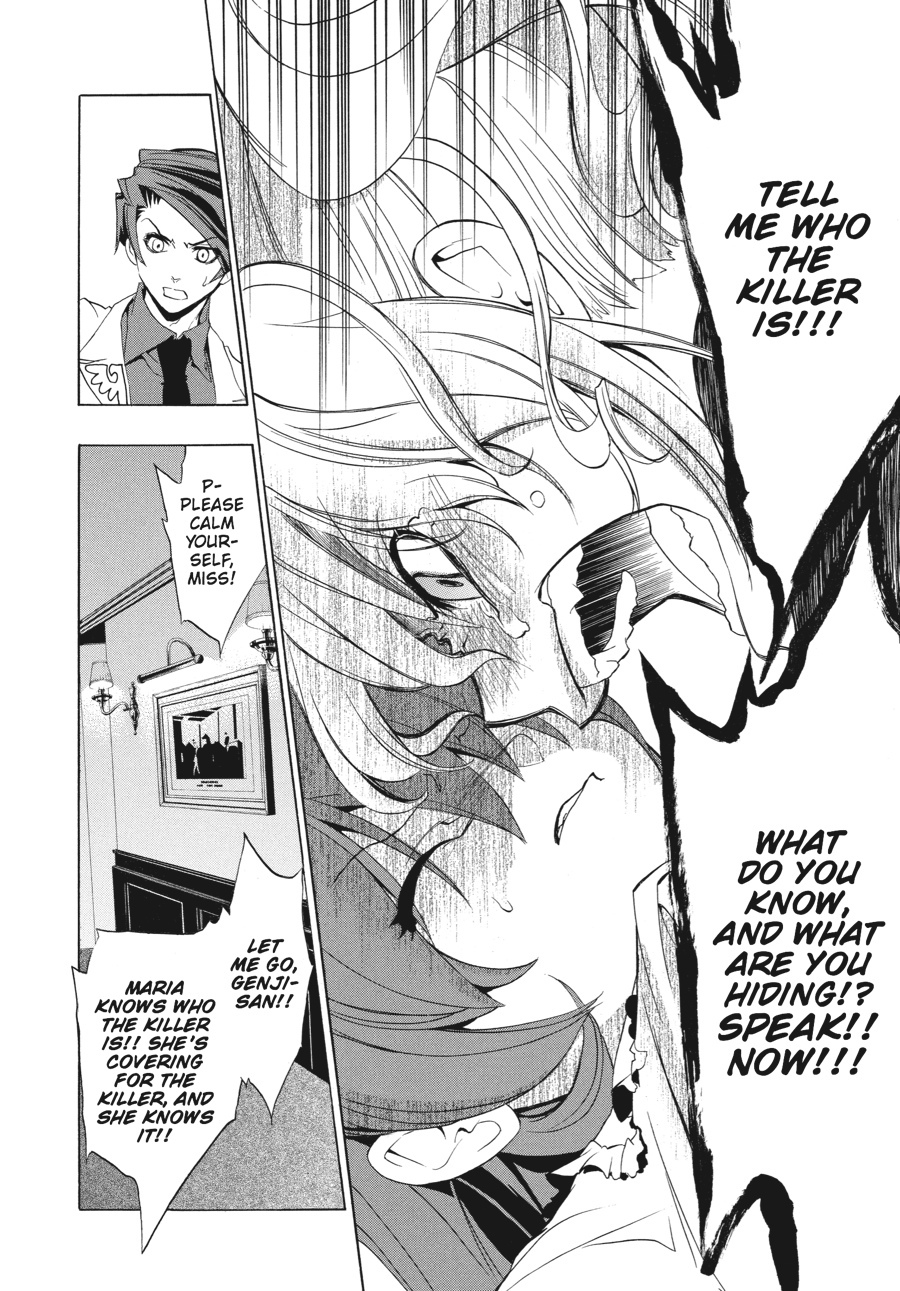 TELL
ME WHO
THE
KILLER
IS!!!
WHAT
DO YOU
KNOW,
AND WHAT
ARE YOU
HIDING!?
SPEAK!!
NOW!!!
P-
PLEASE
CALM
YOUR-
SELF,
MISS!
LET
ME GO,
GENJI-
SAN!!
MARIA
KNOWS WHO
THE KILLER
IS!! SHE'S
COVERING
FOR THE
KILLER, AND
SHE KNOWS
IT!!